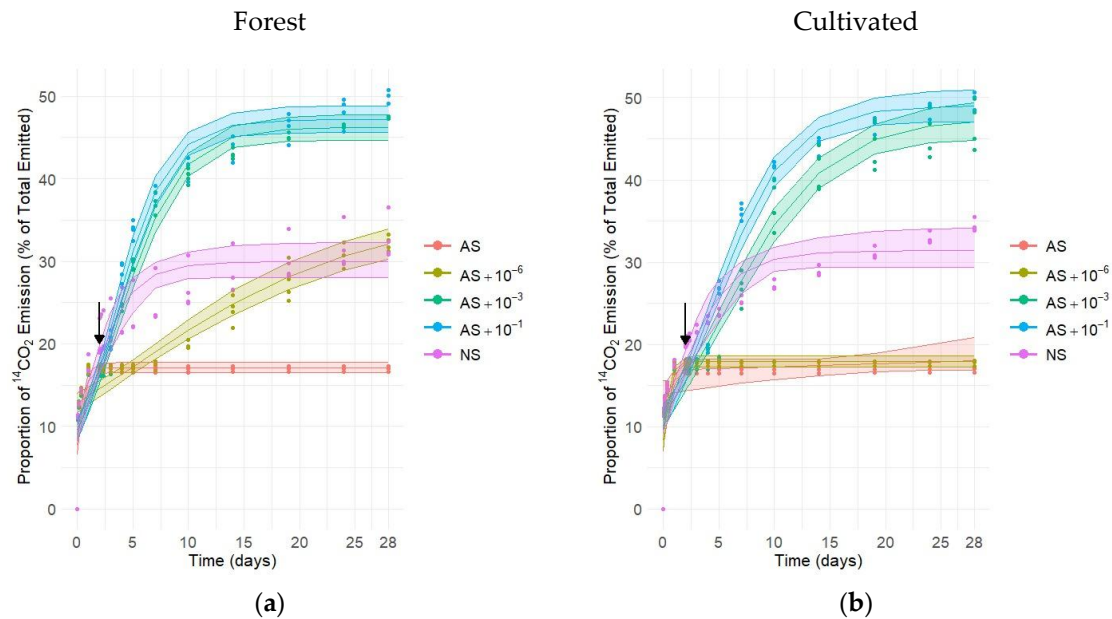 Forest
Cultivated
Proportion of ¹⁴CO₂ Emission (% of Total Emitted)
50
40
30
20
10
0
0 5 10 15 20 25 28
Time (days)
AS
AS + 10⁻⁶
AS + 10⁻³
AS + 10⁻¹
NS
(a)
Proportion of ¹⁴CO₂ Emission (% of Total Emitted)
50
40
30
20
10
0
0 5 10 15 20 25 28
Time (days)
AS
AS + 10⁻⁶
AS + 10⁻³
AS + 10⁻¹
NS
(b)